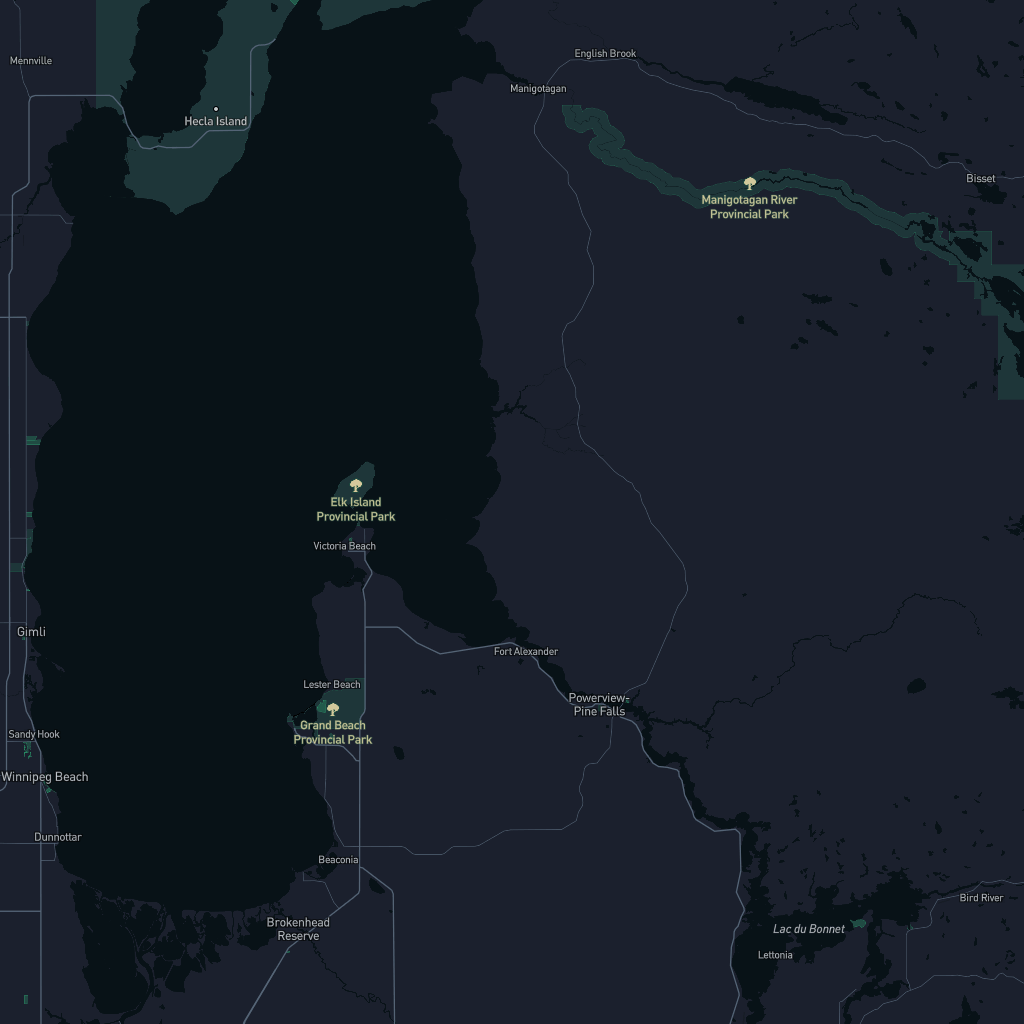 English Brook
Mennville
Manigotagan
Hecla Island
Bisset
Manigotagan River
Provincial Park
Elk Island
Provincial Park
Victoria Beach
Gimli
Fort Alexander
Lester Beach
Powerview-
Pine Falls
Grand Beach
Provincial Park
Sandy Hook
Winnipeg Beach
Dunnottar
Beaconia
Bird River
Brokenhead
Reserve
Lac du Bonnet
Lettonia